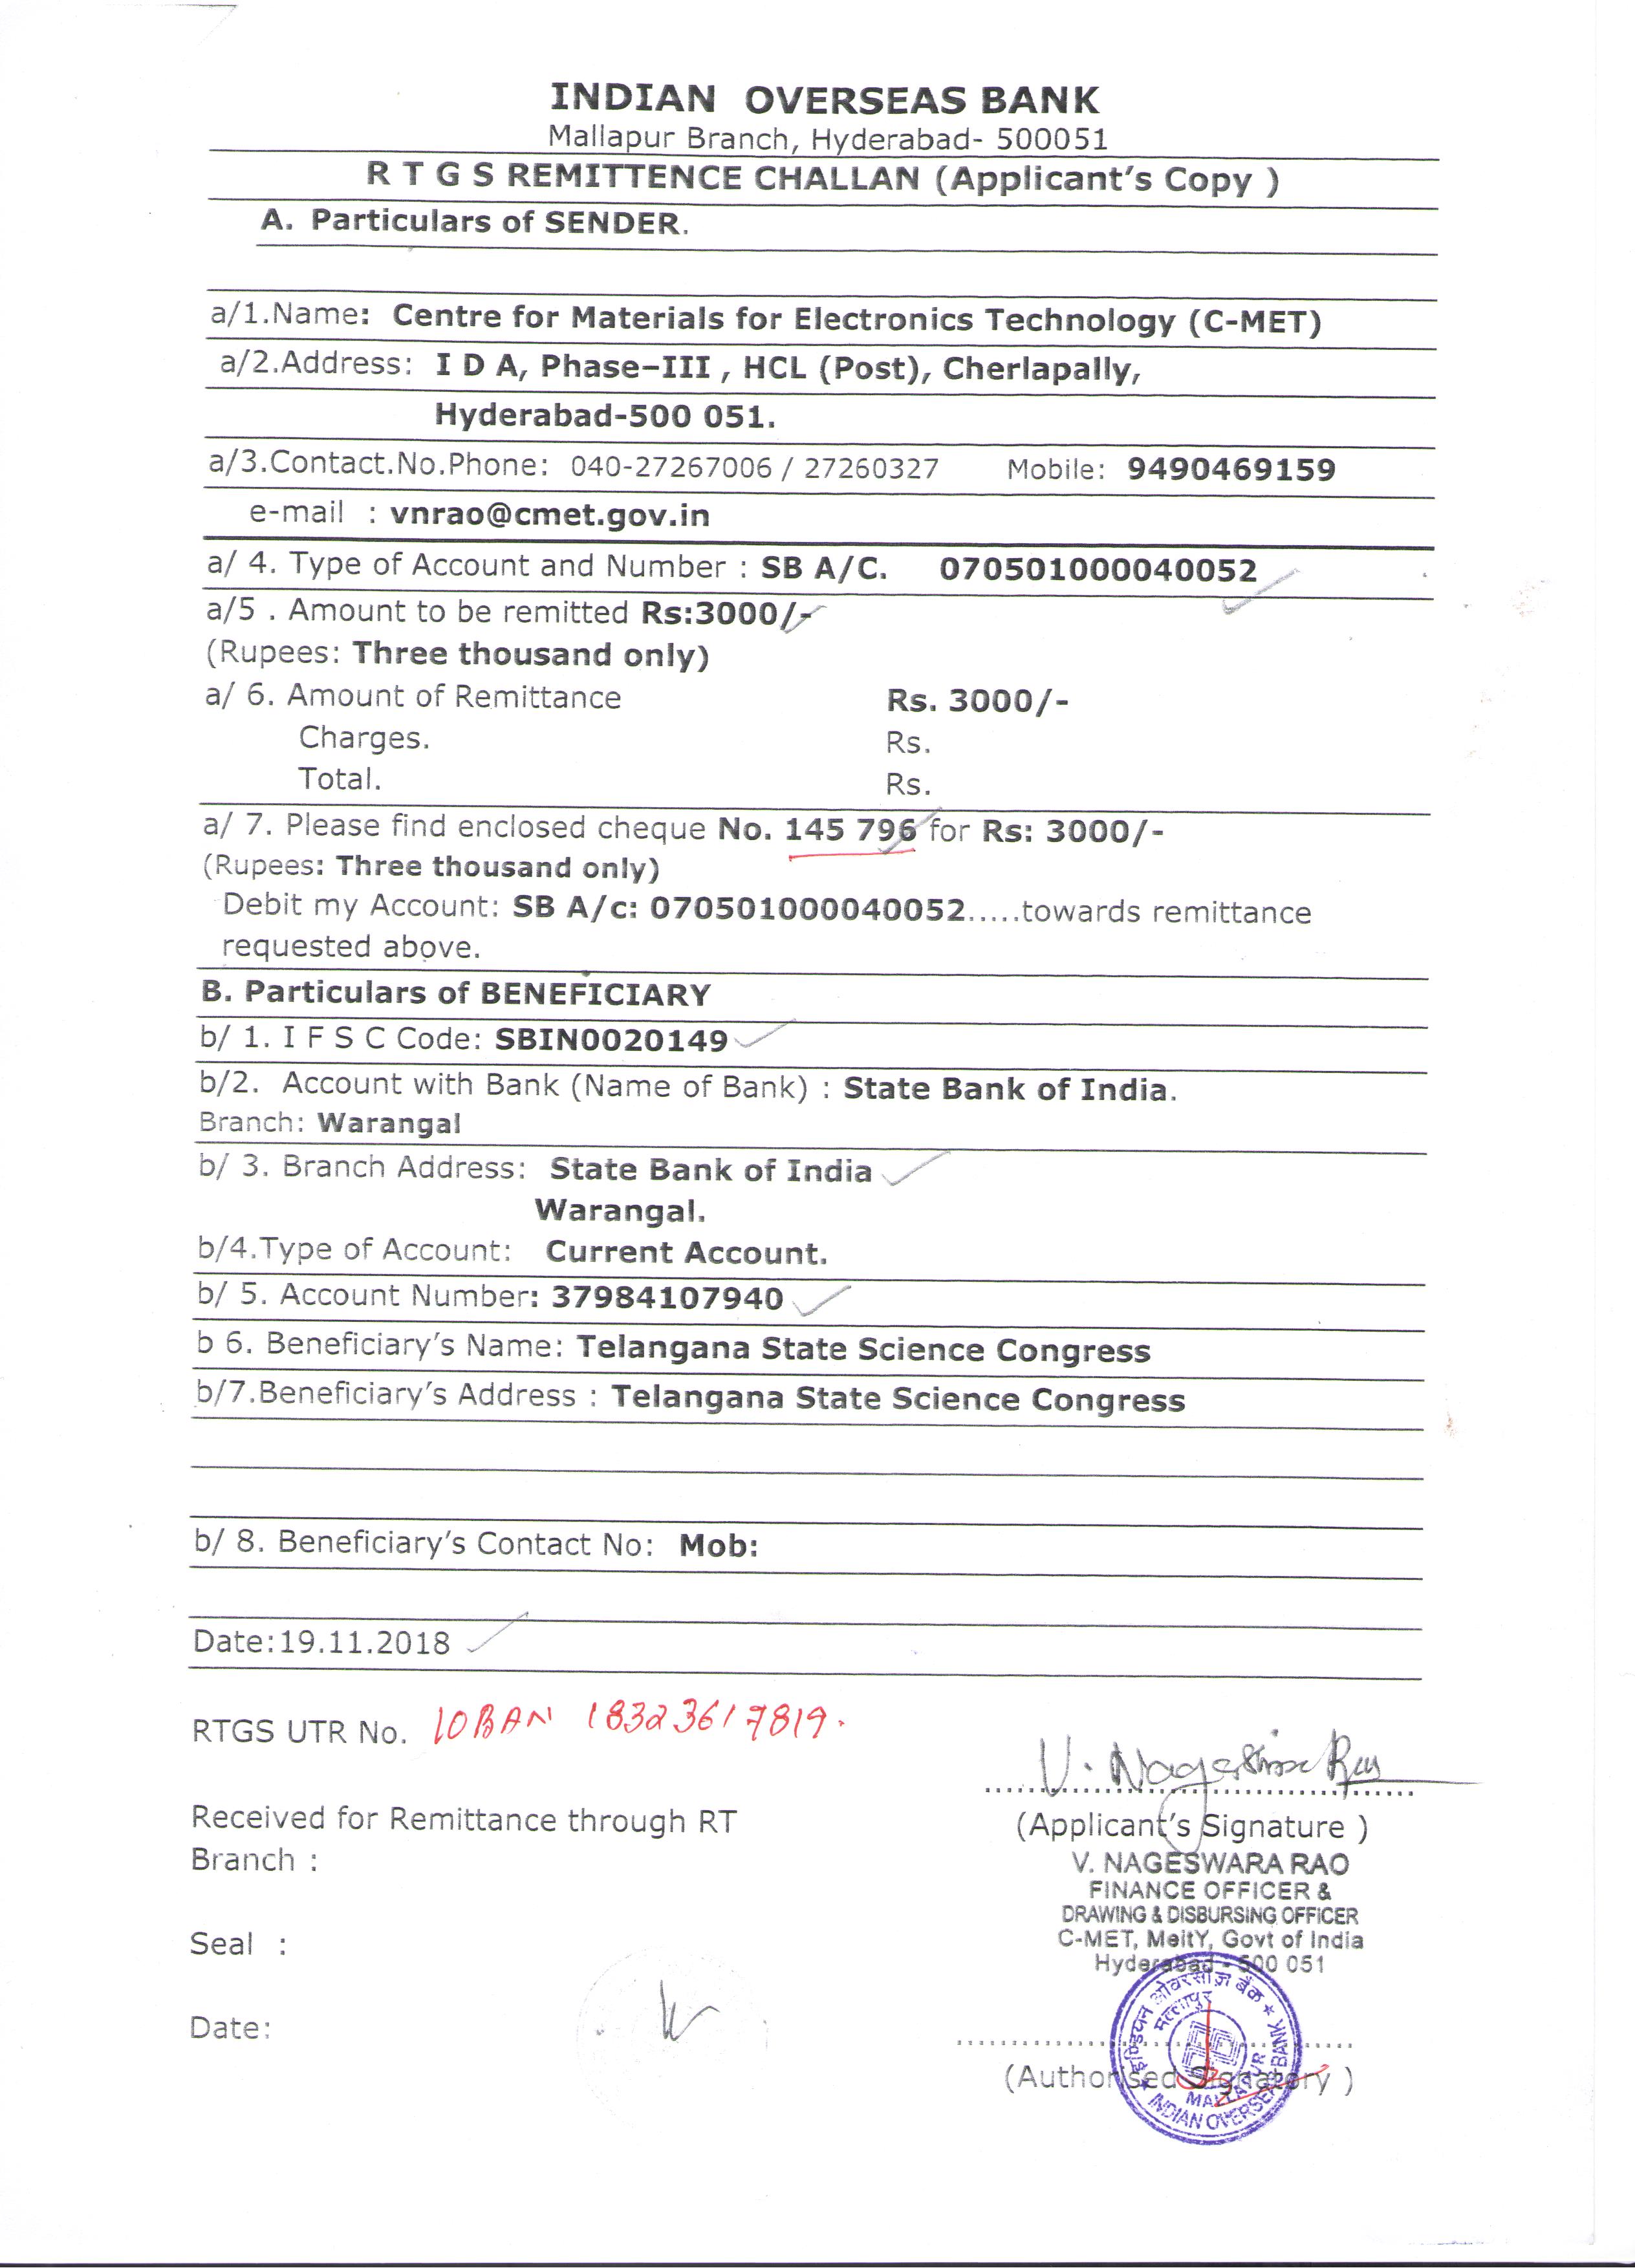 INDIAN OVERSEAS BANK
Mallapur Branch, Hyderabad- 500051
R T G S REMITTENCE CHALLAN (Applicant's Copy )
A. Particulars of SENDER.
a/1.Name: Centre for Materials for Electronics Technology (C-MET)
a/2.Address: I D A, Phase–III , HCL (Post), Cherlapally,
Hyderabad-500 051.
a/3.Contact.No.Phone: 040-27267006 / 27260327 Mobile: 9490469159
e-mail : vnrao@cmet.gov.in
a/ 4. Type of Account and Number : SB A/C. 070501000040052
a/5 . Amount to be remitted Rs:3000/-
(Rupees: Three thousand only)
a/ 6. Amount of Remittance Rs. 3000/-
Charges. Rs.
Total. Rs.
a/ 7. Please find enclosed cheque No. 145 796 for Rs: 3000/-
(Rupees: Three thousand only)
Debit my Account: SB A/c: 070501000040052.....towards remittance
requested above.
B. Particulars of BENEFICIARY
b/ 1. I F S C Code: SBIN0020149
b/2. Account with Bank (Name of Bank) : State Bank of India.
Branch: Warangal
b/ 3. Branch Address: State Bank of India
Warangal.
b/4.Type of Account: Current Account.
b/ 5. Account Number: 37984107940
b 6. Beneficiary's Name: Telangana State Science Congress
b/7.Beneficiary's Address : Telangana State Science Congress
b/ 8. Beneficiary's Contact No: Mob:
Date:19.11.2018
RTGS UTR No. IOBAN 18323617819.
V. Nageswara Rao
Received for Remittance through RT
(Applicant's Signature )
Branch :
V. NAGESWARA RAO
FINANCE OFFICER &
DRAWING & DISBURSING OFFICER
C-MET, MeitY, Govt of India
Hyderabad - 500 051
Seal :
Date:
(Authorised Signatory )
इण्डियन ओवरसीज़ बैंक
मल्लापुर
MALLAPUR
INDIAN OVERSEAS BANK